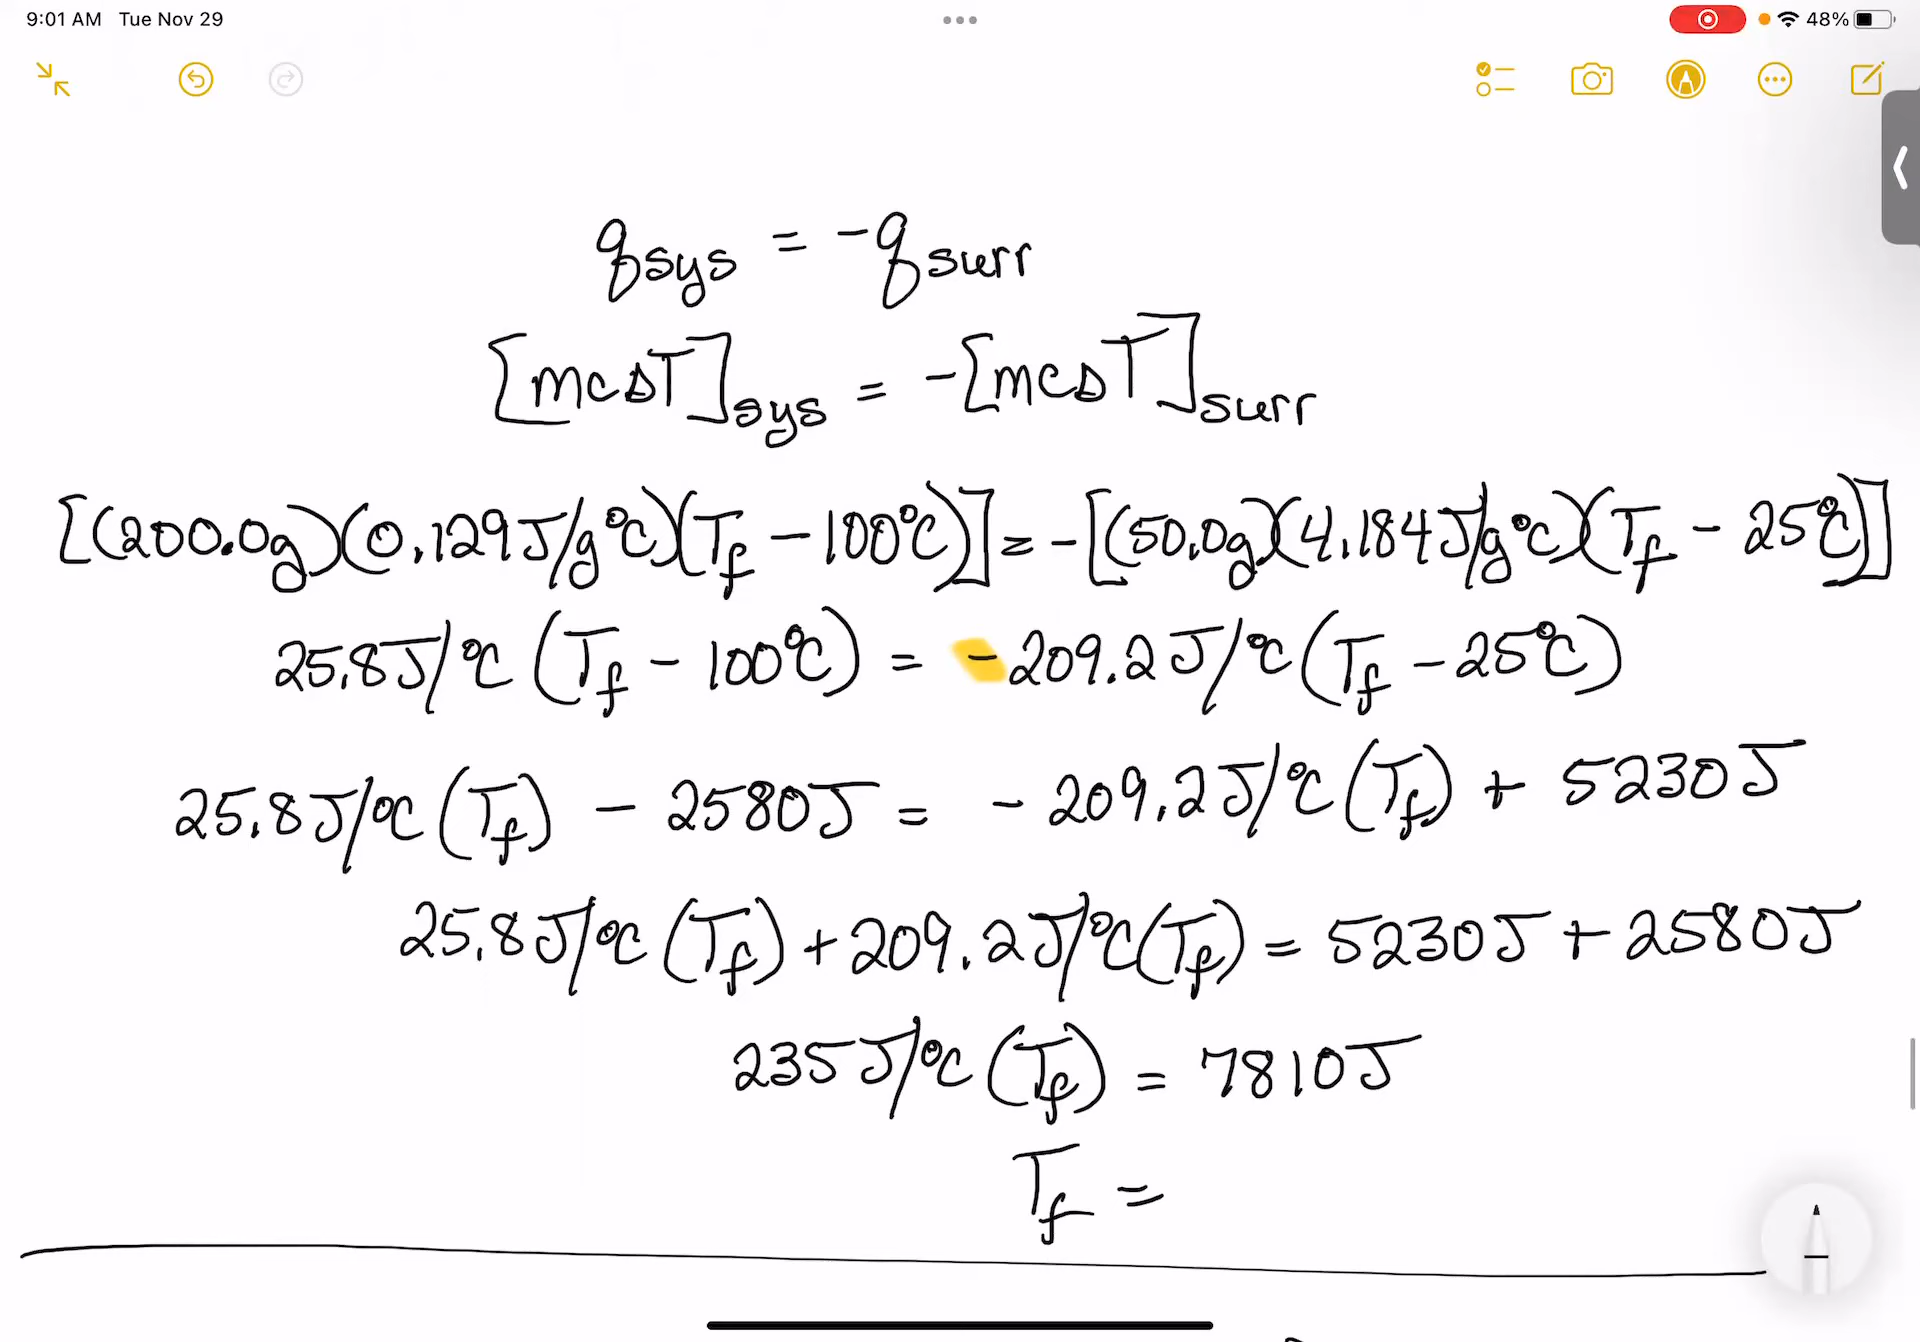 9:01 AM Tue Nov 29 48%
qsys = -qsurr
[mcΔT]sys = -[mcΔT]surr
[(200.0g)(0.129J/g°C)(Tf - 100°C)] = -[(50.0g)(4.184J/g°C)(Tf - 25°C)]
25.8J/°C (Tf - 100°C) = -209.2J/°C (Tf - 25°C)
25.8J/°C (Tf) - 2580J = -209.2J/°C (Tf) + 5230J
25.8J/°C (Tf) + 209.2J/°C (Tf) = 5230J + 2580J
235J/°C (Tf) = 7810J
Tf =